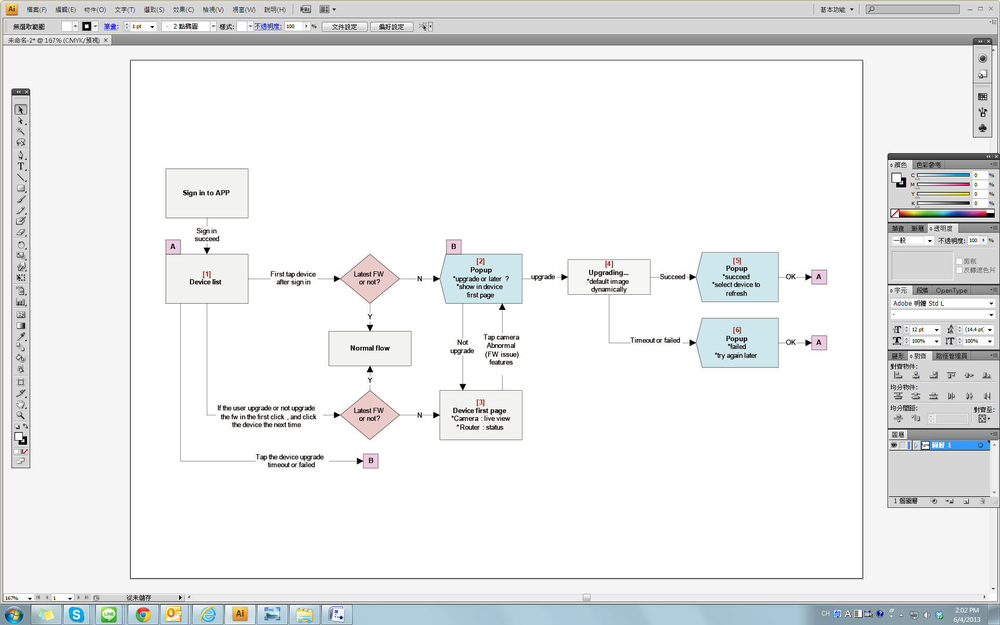 Ai 檔案(F) 編輯(E) 物件(O) 文字(T) 選取(S) 效果(C) 檢視(V) 視窗(W) 說明(H) Br 基本功能
無選取範圍 筆畫: 1 pt 2 點橢圓 樣式: 不透明度: 100 % 文件設定 偏好設定
未命名-2* @ 167% (CMYK/預視)
Sign in to APP
Sign in
succeed
A
[1]
Device list
First tap device
after sign in
Latest FW
or not?
N
B
[2]
Popup
*upgrade or later ?
*show in device
first page
upgrade
[4]
Upgrading...
*default image
dynamically
Succeed
[5]
Popup
*succeed
*select device to
refresh
OK
A
Y
Normal flow
Not
upgrade
Tap camera
Abnormal
(FW issue)
features
Timeout or failed
[6]
Popup
*failed
*try again later
OK
A
Y
If the user upgrade or not upgrade
the fw in the first click , and click
the device the next time
Latest FW
or not?
N
[3]
Device first page
*Camera : live view
*Router : status
Tap the device upgrade
timeout or failed
B
顏色 色彩參考
C 0 %
M 0 %
Y 0 %
K 0 %
筆畫 漸層 透明度
一般 不透明度: 100 %
剪裁
反轉遮色片
字元 段落 OpenType
Adobe 明體 Std L
-
12 pt (14.4 pt)
100% 100%
變形 對齊 路徑管理員
對齊物件:
均分物件:
均分間距: 對齊至:
圖層
圖層 1
1 個圖層
167% 1 從未儲存
S LINE Ai CH A 2:02 PM
6/4/2013